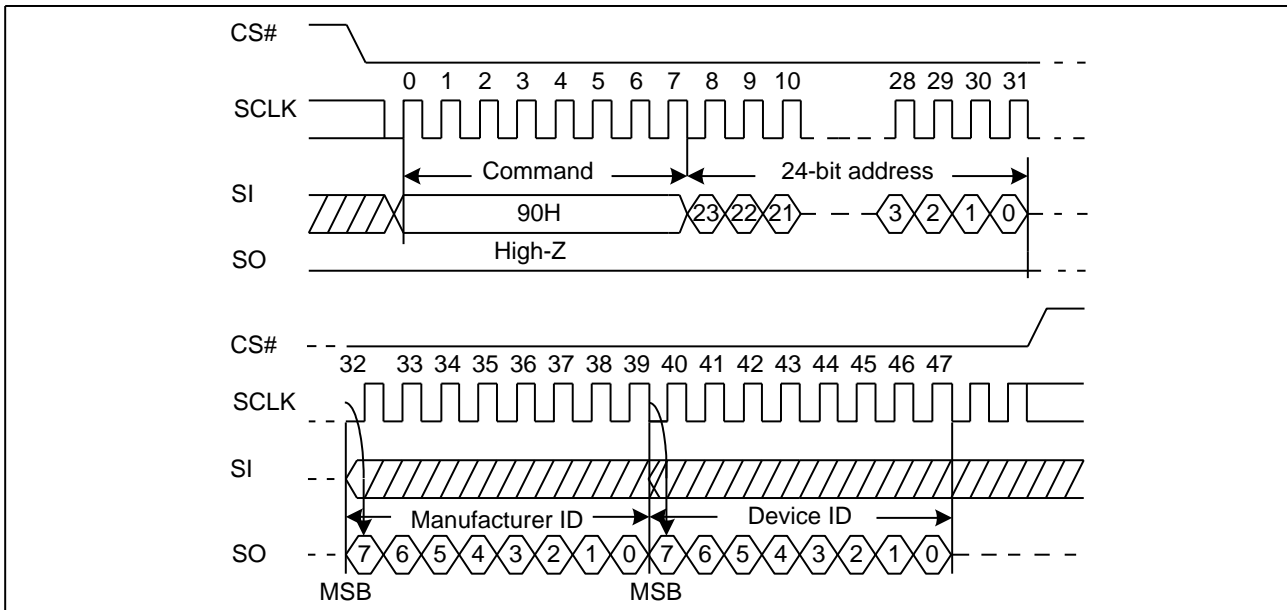 CS#
0 1 2 3 4 5 6 7 8 9 10 28 29 30 31
SCLK
Command 24-bit address
SI
90H 23 22 21 3 2 1 0
High-Z
SO
CS#
32 33 34 35 36 37 38 39 40 41 42 43 44 45 46 47
SCLK
SI
Manufacturer ID Device ID
SO 7 6 5 4 3 2 1 0 7 6 5 4 3 2 1 0
MSB MSB